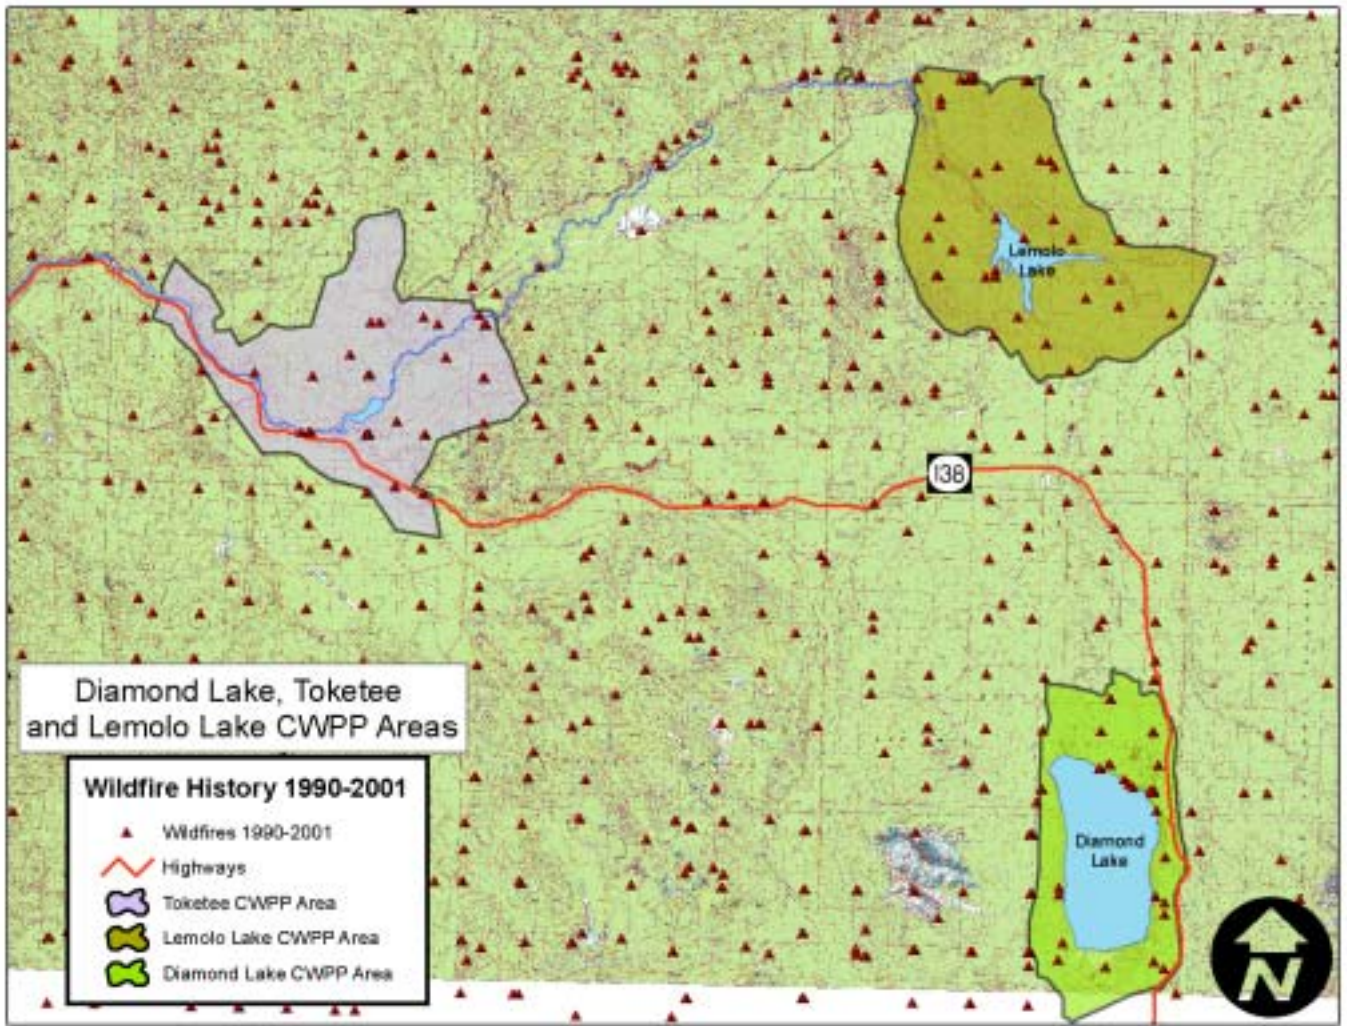 Lemolo
Lake
138
Diamond Lake, Toketee
and Lemolo Lake CWPP Areas
Wildfire History 1990-2001
Wildfires 1990-2001
Highways
Toketee CWPP Area
Lemolo Lake CWPP Area
Diamond Lake CWPP Area
Diamond
Lake
N